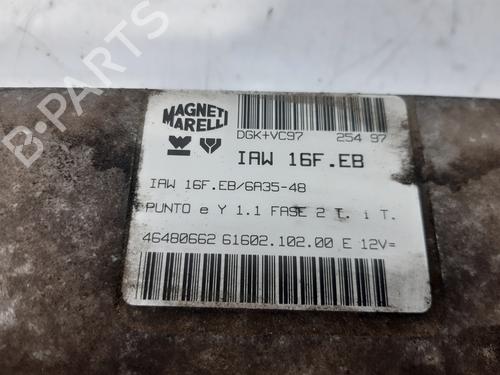 MAGNETI
MARELLI
DGK+VC97 254 97
IAW 16F.EB
IAW 16F.EB/6A35-48
PUNTO e Y 1.1 FASE 2 T. i T.
46480662 61602.102.00 E 12V=
B-PARTS